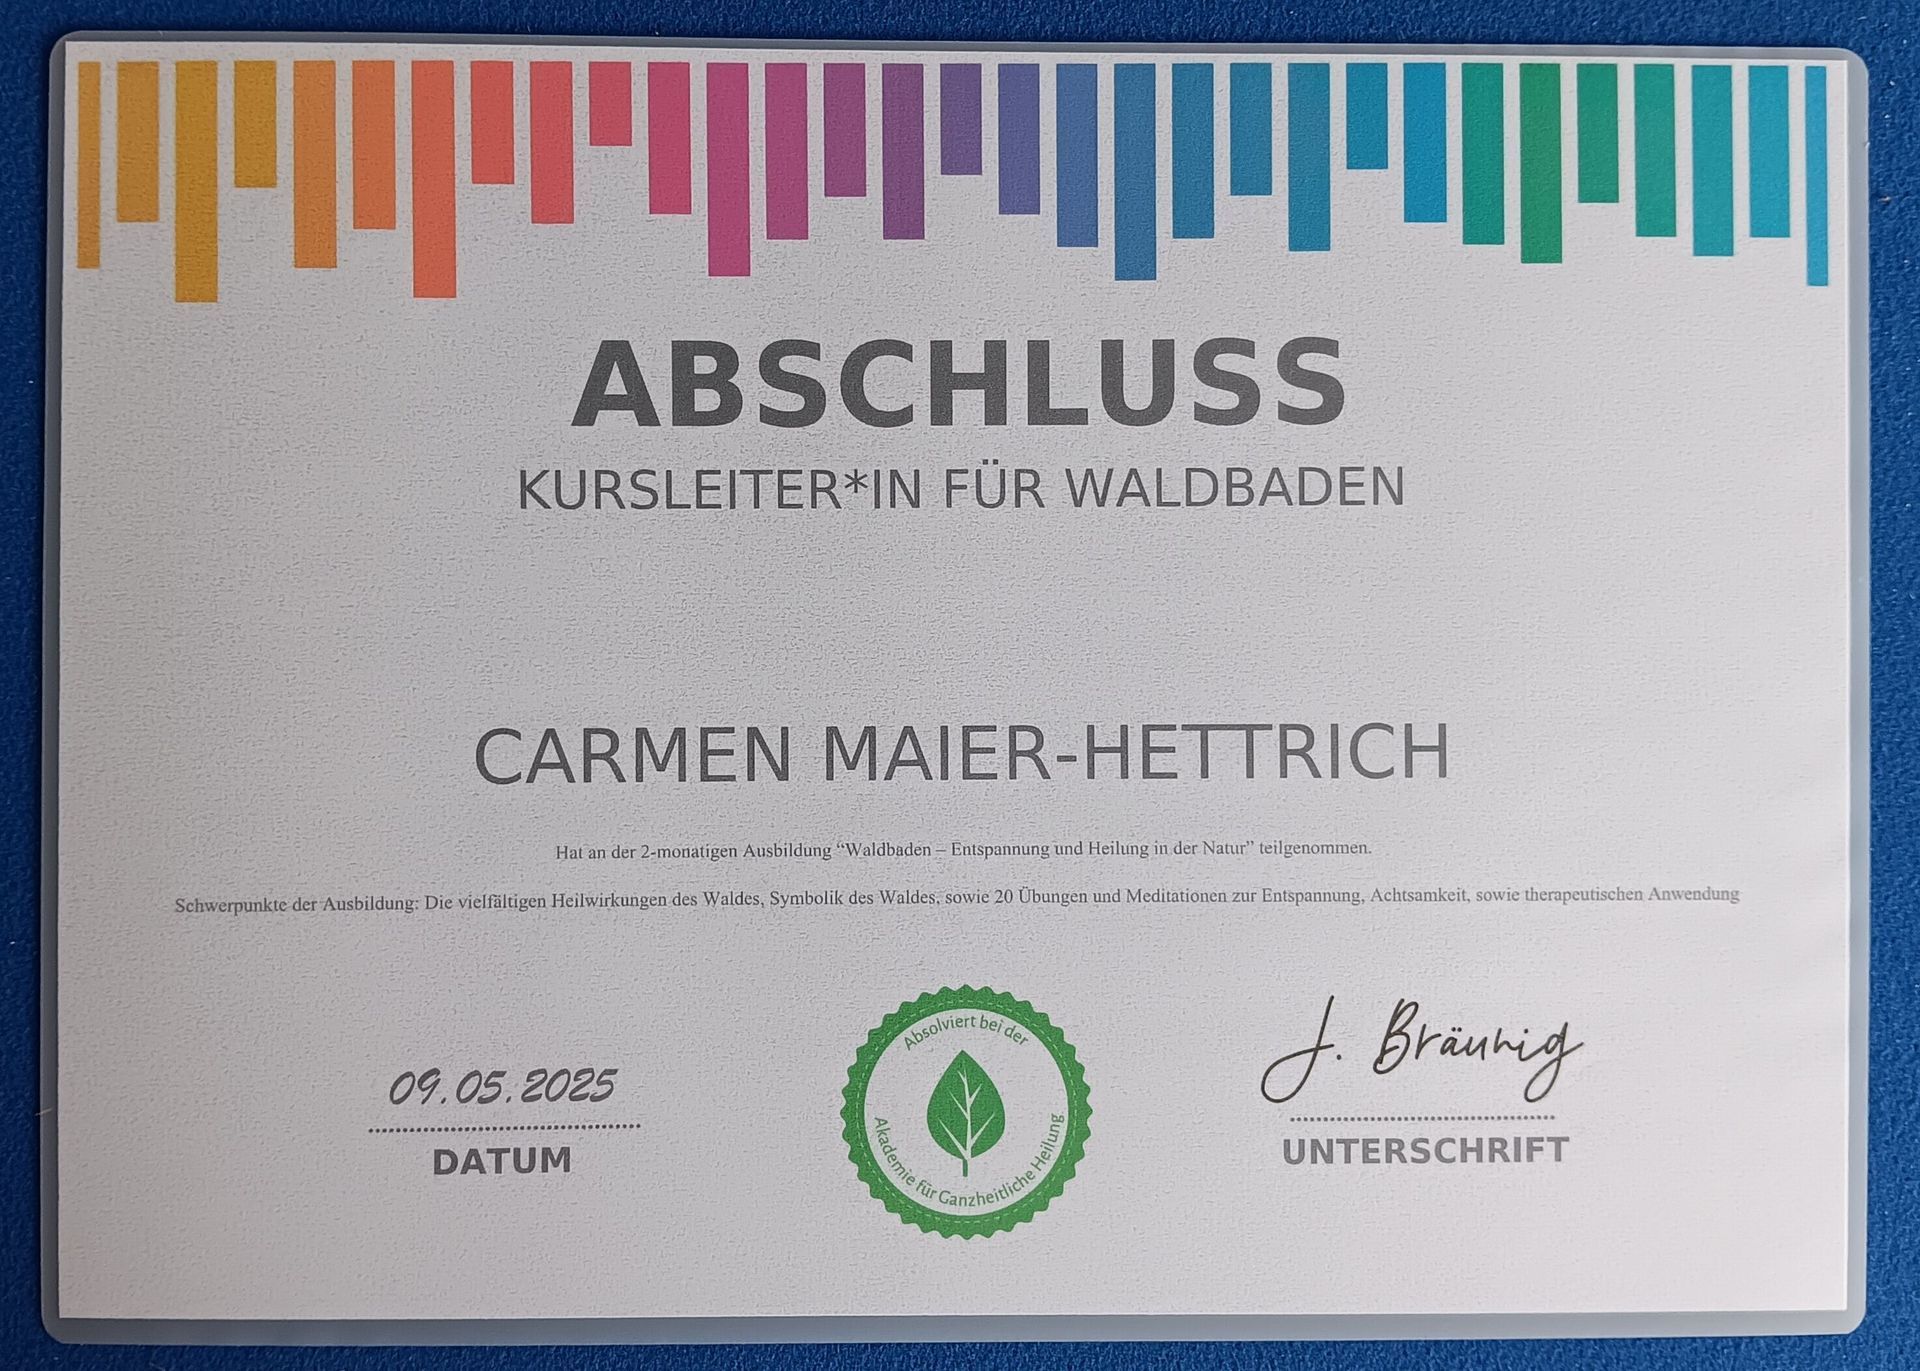 ABSCHLUSS
KURSLEITER*IN FÜR WALDBADEN
CARMEN MAIER-HETTRICH
Hat an der 2-monatigen Ausbildung “Waldbaden – Entspannung und Heilung in der Natur” teilgenommen.
Schwerpunkte der Ausbildung: Die vielfältigen Heilwirkungen des Waldes, Symbolik des Waldes, sowie 20 Übungen und Meditationen zur Entspannung, Achtsamkeit, sowie therapeutischen Anwendung
09.05.2025
DATUM
Absolviert bei der
Akademie für Ganzheitliche Heilung
J. Bräunig
UNTERSCHRIFT